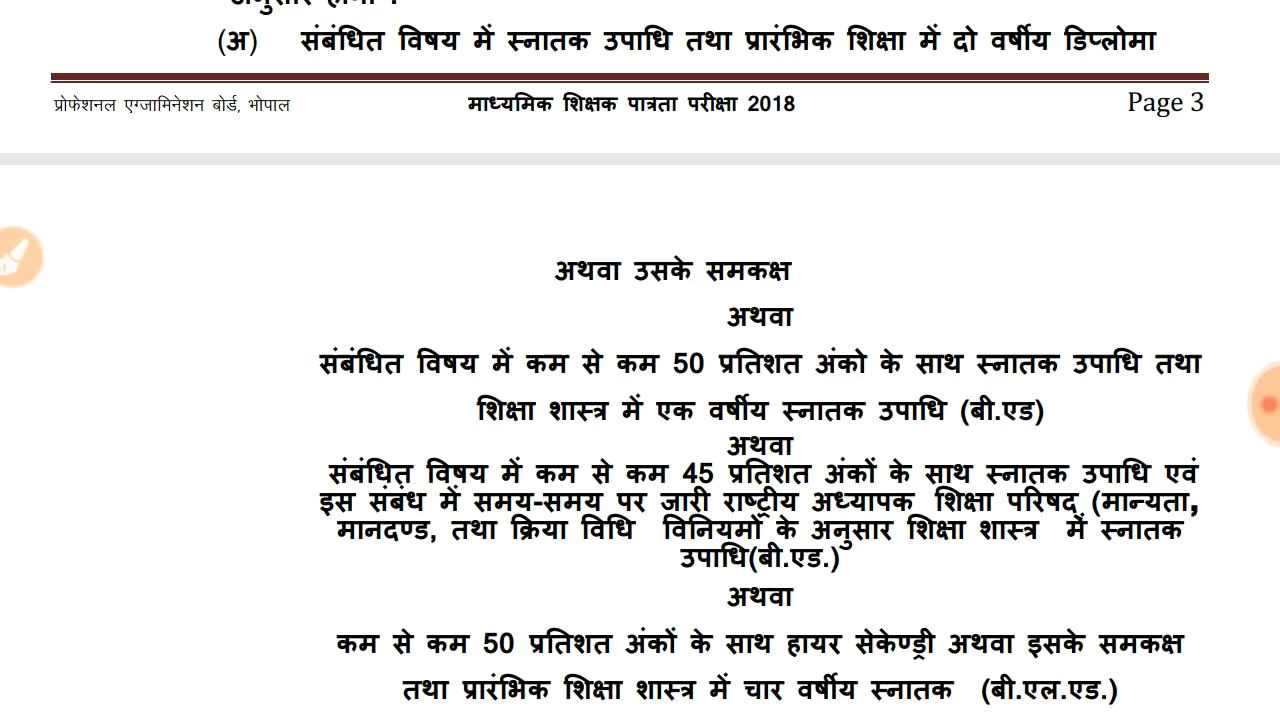 अनुसार होगी :
(अ) संबंधित विषय में स्नातक उपाधि तथा प्रारंभिक शिक्षा में दो वर्षीय डिप्लोमा
प्रोफेशनल एग्जामिनेशन बोर्ड, भोपाल माध्यमिक शिक्षक पात्रता परीक्षा 2018 Page 3
अथवा उसके समकक्ष
अथवा
संबंधित विषय में कम से कम 50 प्रतिशत अंको के साथ स्नातक उपाधि तथा
शिक्षा शास्त्र में एक वर्षीय स्नातक उपाधि (बी.एड)
अथवा
संबंधित विषय में कम से कम 45 प्रतिशत अंकों के साथ स्नातक उपाधि एवं
इस संबंध में समय-समय पर जारी राष्ट्रीय अध्यापक शिक्षा परिषद् (मान्यता,
मानदण्ड, तथा क्रिया विधि विनियमों के अनुसार शिक्षा शास्त्र में स्नातक
उपाधि(बी.एड.)
अथवा
कम से कम 50 प्रतिशत अंकों के साथ हायर सेकेण्ड्री अथवा इसके समकक्ष
तथा प्रारंभिक शिक्षा शास्त्र में चार वर्षीय स्नातक (बी.एल.एड.)